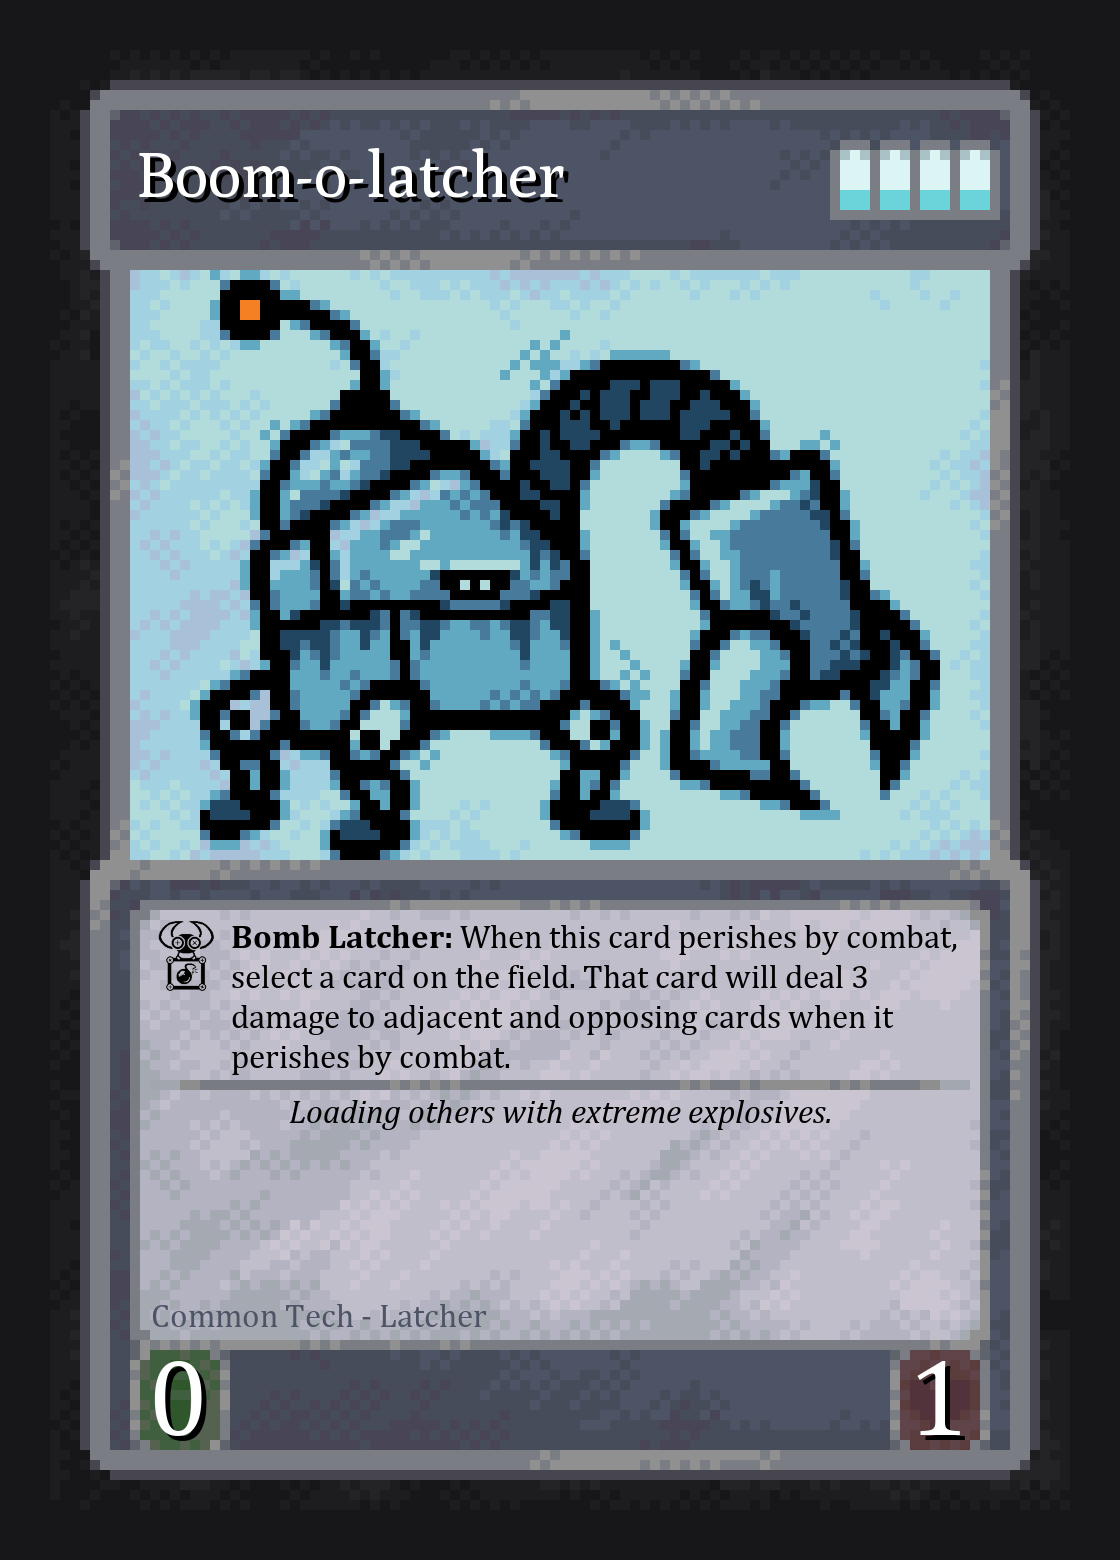 Boom-o-latcher
Bomb Latcher: When this card perishes by combat,
select a card on the field. That card will deal 3
damage to adjacent and opposing cards when it
perishes by combat.
Loading others with extreme explosives.
Common Tech - Latcher
0
1